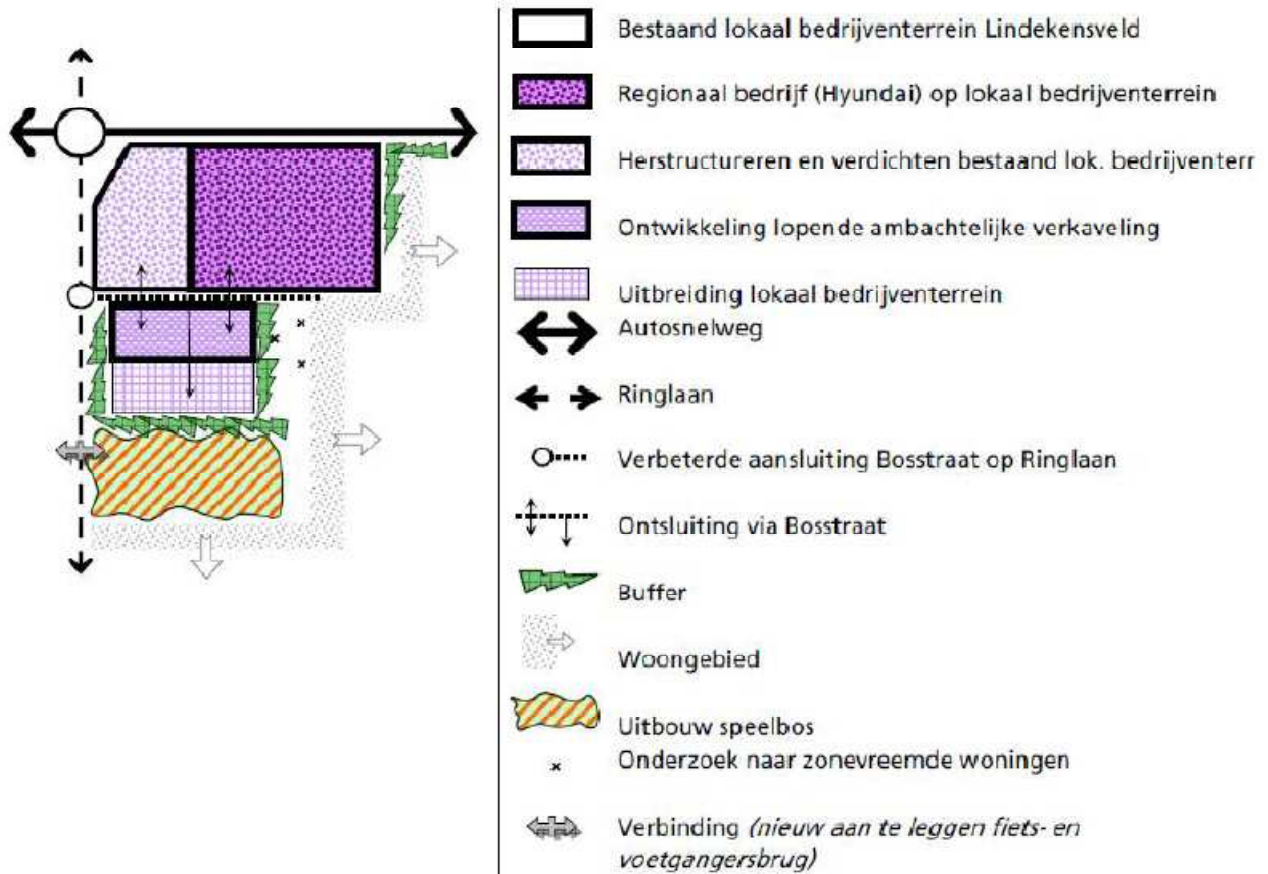 Bestaand lokaal bedrijventerrein Lindekensveld
Regionaal bedrijf (Hyundai) op lokaal bedrijventerrein
Herstructureren en verdichten bestaand lok. bedrijventerr
Ontwikkeling lopende ambachtelijke verkaveling
Uitbreiding lokaal bedrijventerrein
Autosnelweg
Ringlaan
Verbeterde aansluiting Bosstraat op Ringlaan
Ontsluiting via Bosstraat
Buffer
Woongebied
Uitbouw speelbos
Onderzoek naar zonevreemde woningen
Verbinding (nieuw aan te leggen fiets- en
voetgangersbrug)